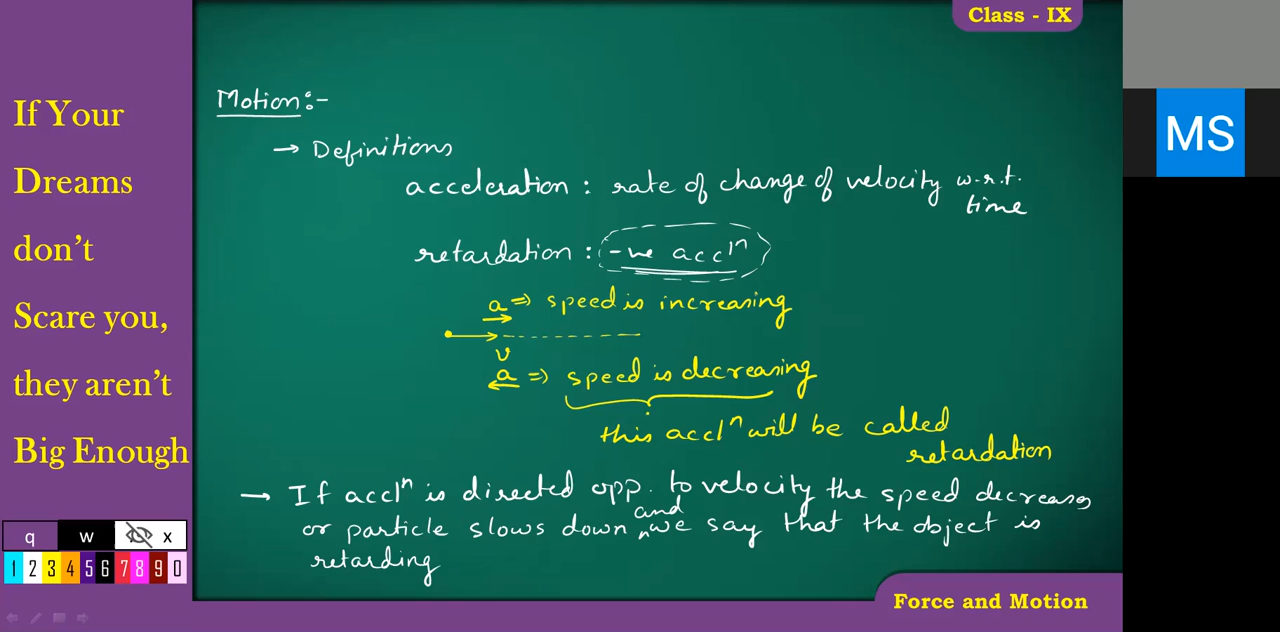 Class - IX
MS
If Your
Dreams
don't
Scare you,
they aren't
Big Enough
Motion:-
→ Definitions
acceleration : rate of change of velocity w.r.t.
time
retardation : -ve acclⁿ
a => speed is increasing
v
a => speed is decreasing
this acclⁿ will be called
retardation
→ If acclⁿ is directed opp. to velocity the speed decreases
or particle slows down and we say that the object is
retarding
q w x
1 2 3 4 5 6 7 8 9 0
Force and Motion